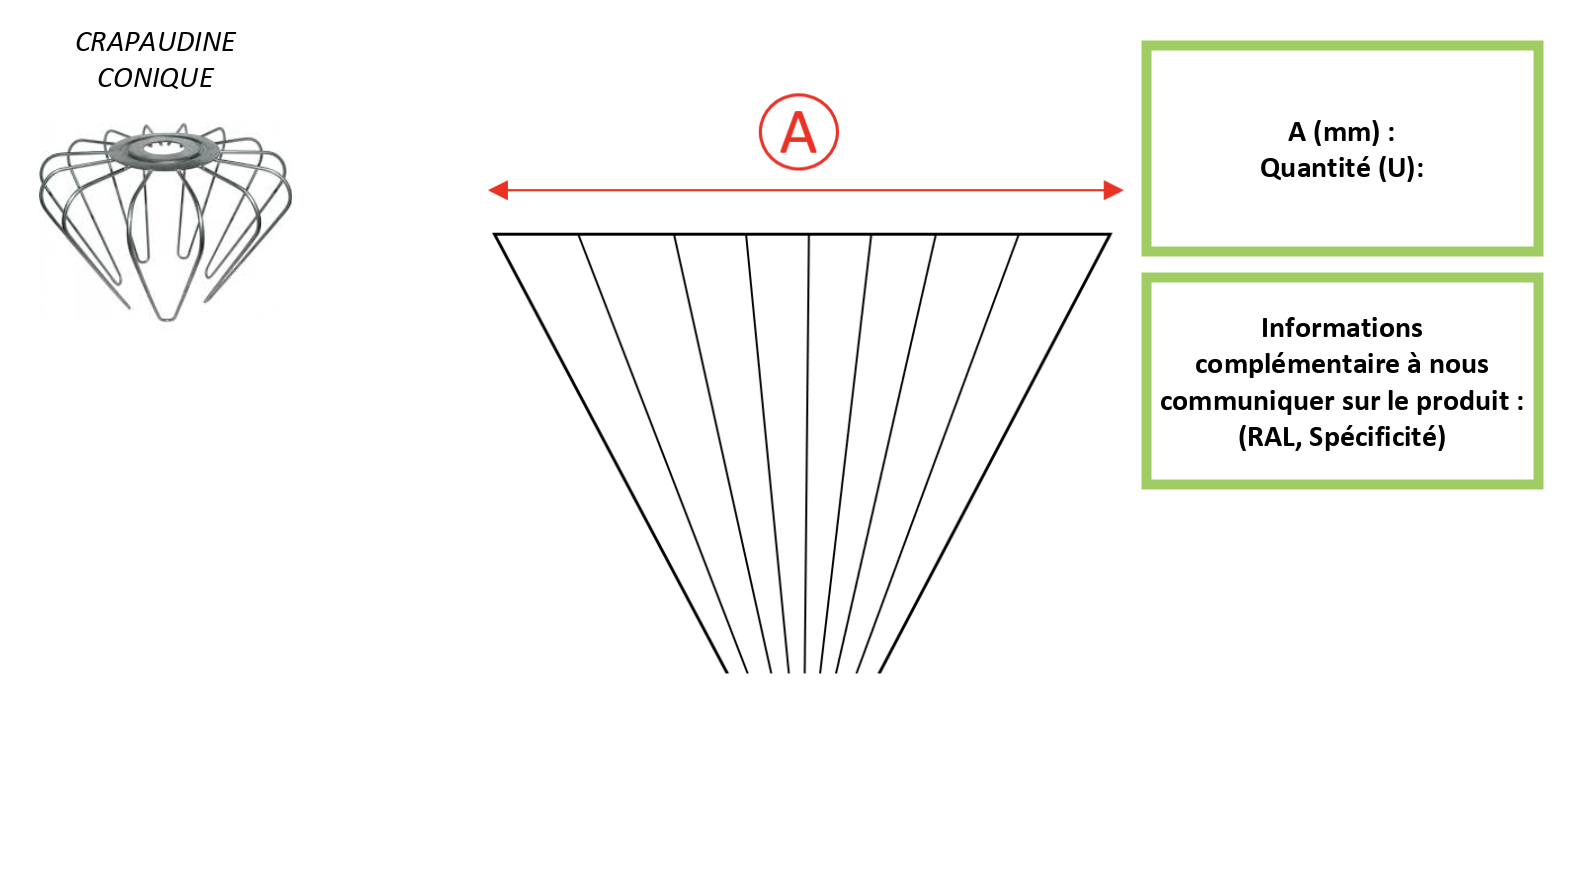 CRAPAUDINE
CONIQUE
A
A (mm) :
Quantité (U):
Informations
complémentaire à nous
communiquer sur le produit :
(RAL, Spécificité)